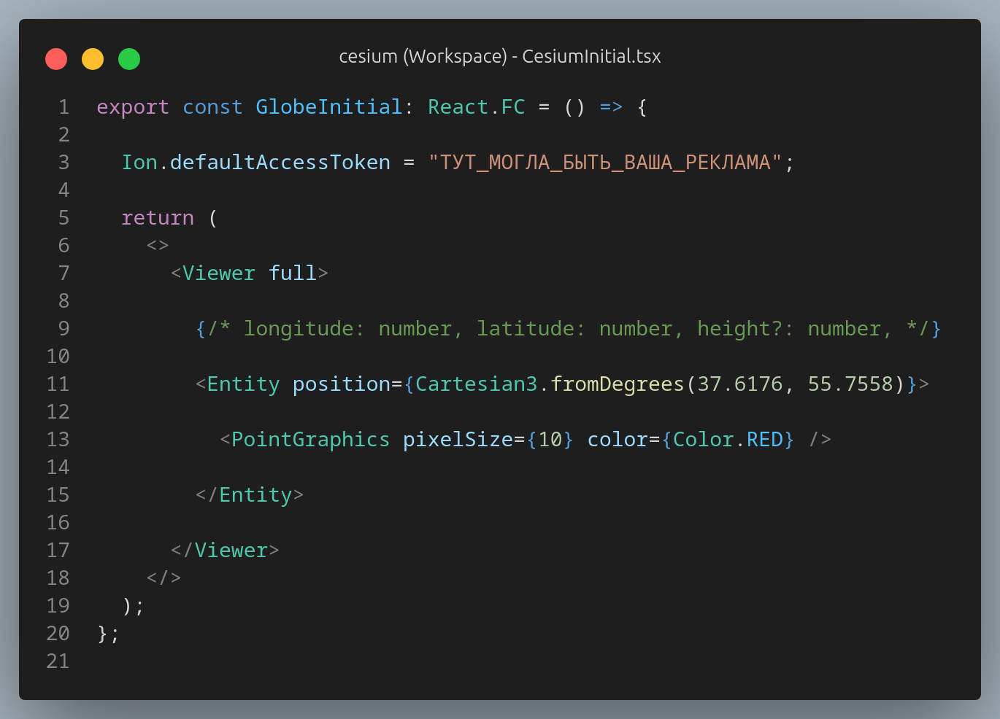 cesium (Workspace) - CesiumInitial.tsx
1 export const GlobeInitial: React.FC = () => {
2
3   Ion.defaultAccessToken = "ТУТ_МОГЛА_БЫТЬ_ВАША_РЕКЛАМА";
4
5   return (
6     <>
7       <Viewer full>
8
9         {/* longitude: number, latitude: number, height?: number, */}
10
11         <Entity position={Cartesian3.fromDegrees(37.6176, 55.7558)}>
12
13           <PointGraphics pixelSize={10} color={Color.RED} />
14
15         </Entity>
16
17       </Viewer>
18     </>
19   );
20 };
21